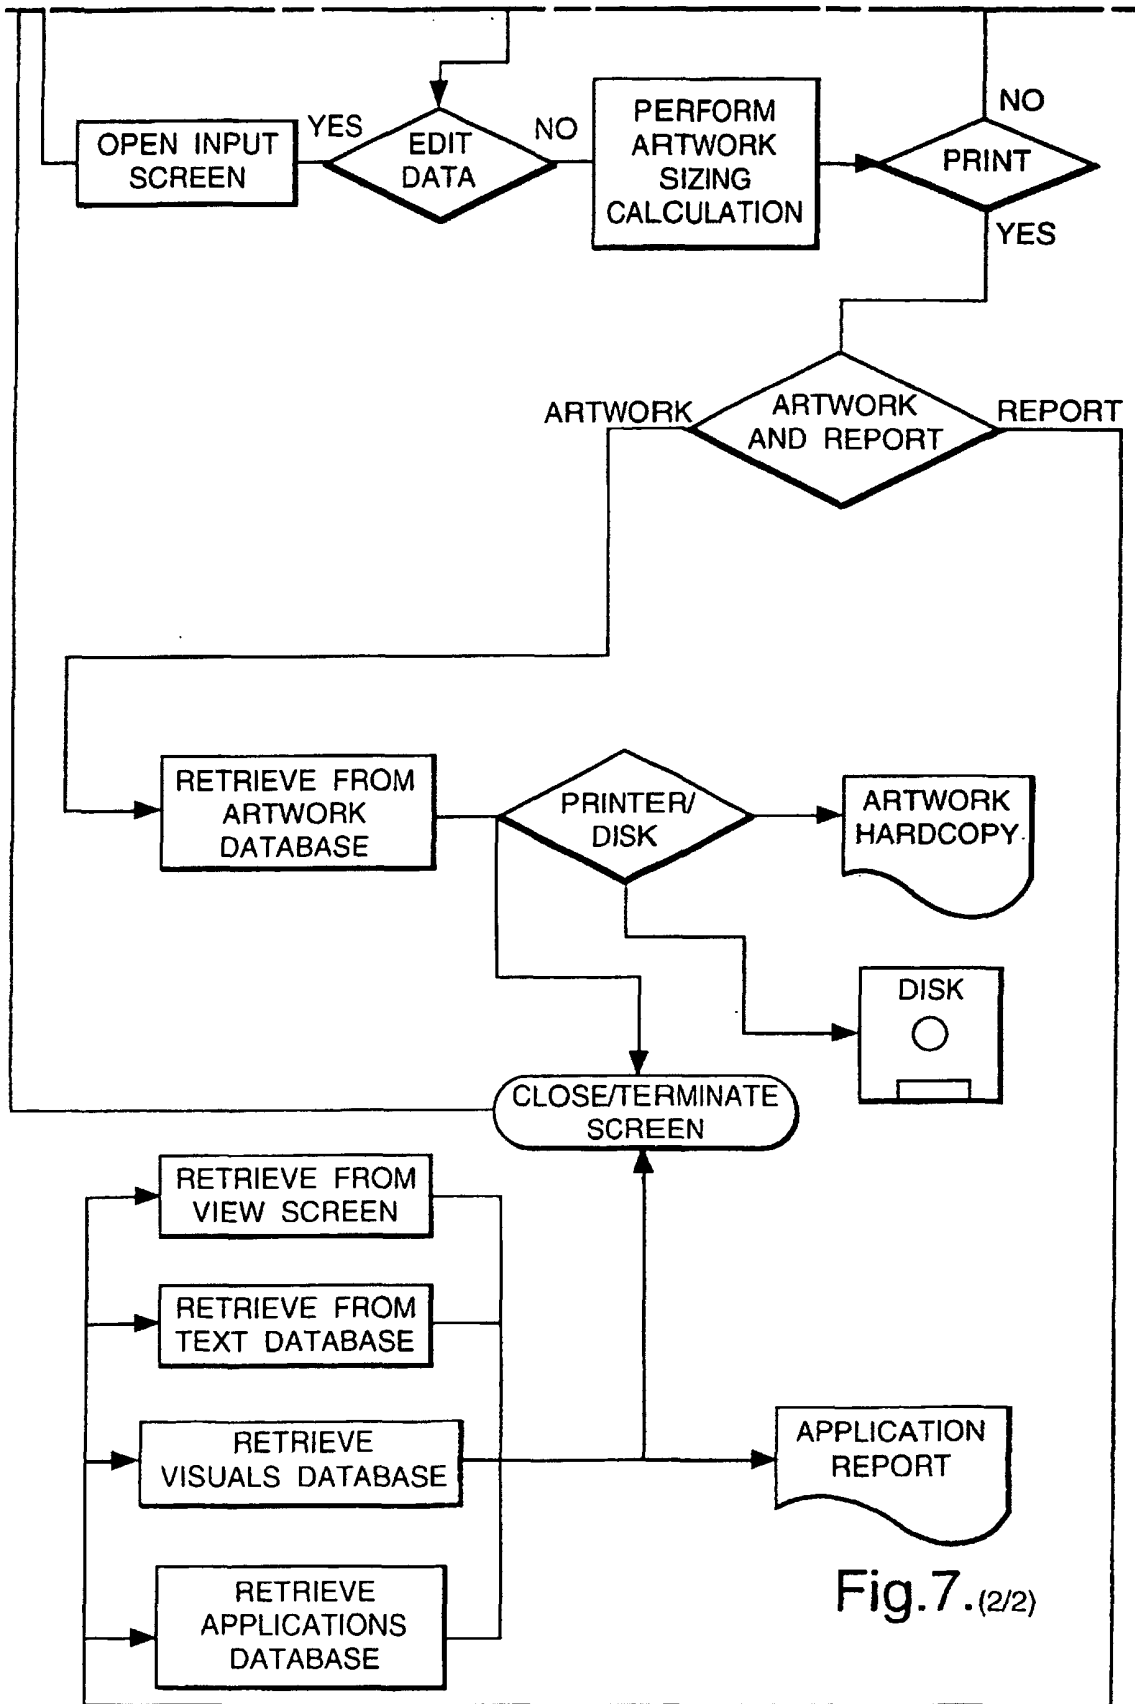 OPEN INPUT
SCREEN
YES
EDIT
DATA
NO
PERFORM
ARTWORK
SIZING
CALCULATION
NO
PRINT
YES
ARTWORK
ARTWORK
AND REPORT
REPORT
RETRIEVE FROM
ARTWORK
DATABASE
PRINTER/
DISK
ARTWORK
HARDCOPY
DISK
CLOSE/TERMINATE
SCREEN
RETRIEVE FROM
VIEW SCREEN
RETRIEVE FROM
TEXT DATABASE
RETRIEVE
VISUALS DATABASE
APPLICATION
REPORT
RETRIEVE
APPLICATIONS
DATABASE
Fig.7.(2/2)